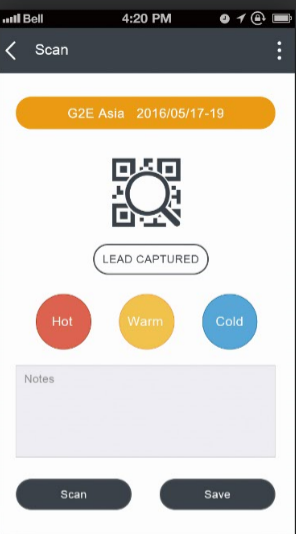 Bell 4:20 PM
Scan
G2E Asia 2016/05/17-19
LEAD CAPTURED
Hot Warm Cold
Notes
Scan Save